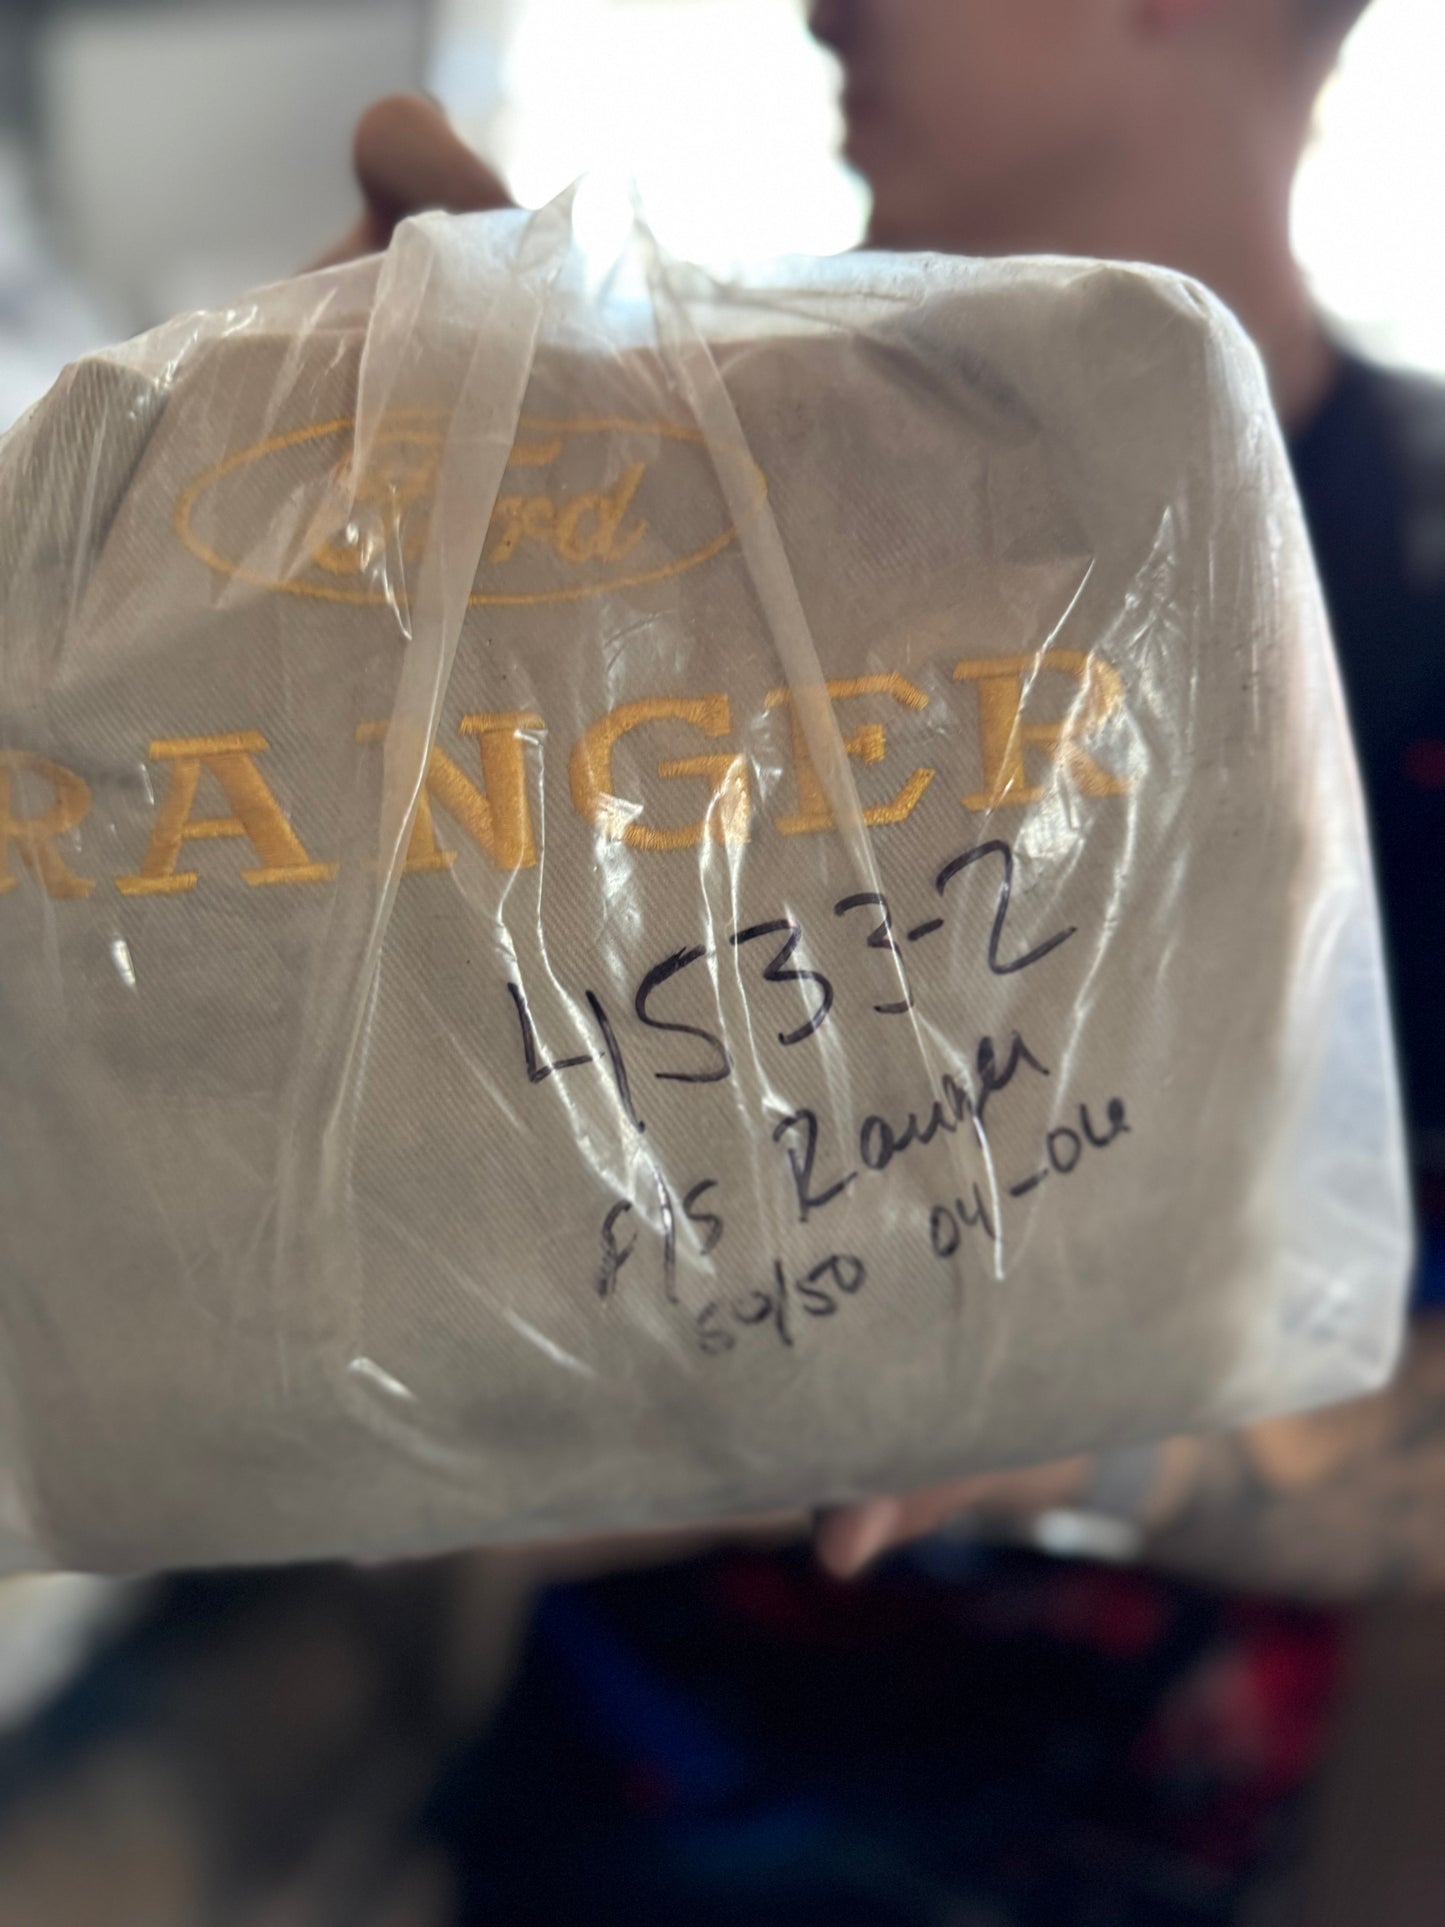 Ford
RANGER
4533-2
F/S Ranger
50/50 04-06